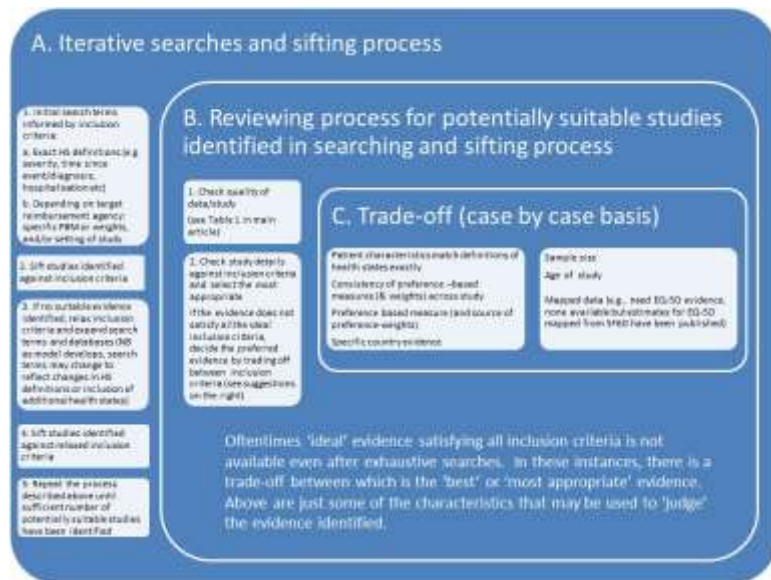 A. Iterative searches and sifting process
1. Initial search terms
informed by inclusion
criteria:
a. Exact HS definitions (e.g
severity, time since
event/diagnosis,
hospitalisation etc)
b. Depending on target
reimbursement agency:
specific PBM or weights,
and/or setting of study
2. Sift studies identified
against inclusion criteria
3. If no suitable evidence
identified, relax inclusion
criteria and expand search
terms and databases (NB
as model develops, search
terms may change to
reflect changes in HS
definitions or inclusion of
additional health states)
4. Sift studies identified
against relaxed inclusion
criteria
5. Repeat the process
described above until
sufficient number of
potentially suitable studies
have been identified
B. Reviewing process for potentially suitable studies
identified in searching and sifting process
1. Check quality of
data/study
(see Table 1 in main
article)
2. Check study details
against inclusion criteria
and select the most
appropriate
If the evidence does not
satisfy all the ideal
inclusion criteria,
decide the preferred
evidence by trading off
between inclusion
criteria (see suggestions
on the right)
C. Trade-off (case by case basis)
Patient characteristics match definitions of
health states exactly
Consistency of preference –based
measures (& weights) across study
Preference based measure (and source of
preference-weights)
Specific country evidence
Sample size
Age of study
Mapped data (e.g., need EQ-5D evidence,
none available but estimates for EQ-5D
mapped from SF6D have been published)
Oftentimes 'ideal' evidence satisfying all inclusion criteria is not
available even after exhaustive searches. In these instances, there is a
trade-off between which is the 'best' or 'most appropriate' evidence.
Above are just some of the characteristics that may be used to 'judge'
the evidence identified.